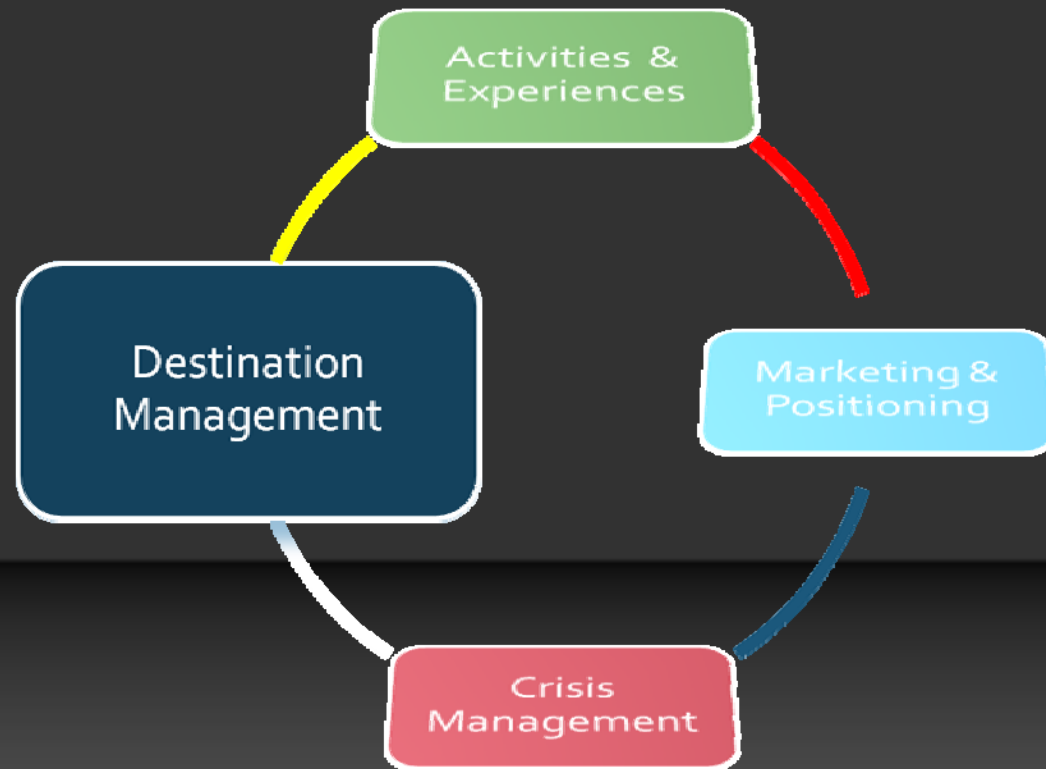 Activities &
Experiences
Destination
Management
Marketing &
Positioning
Crisis
Management